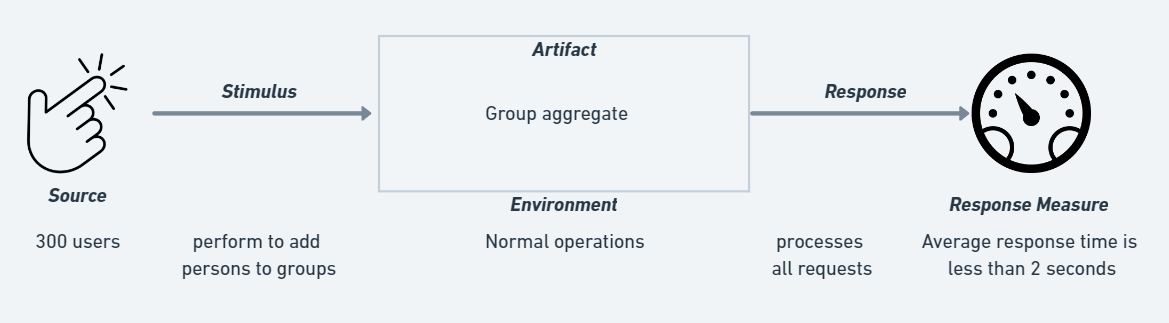 Artifact
Stimulus
Response
Group aggregate
Source
Environment
Response Measure
300 users
perform to add
persons to groups
Normal operations
processes
all requests
Average response time is
less than 2 seconds